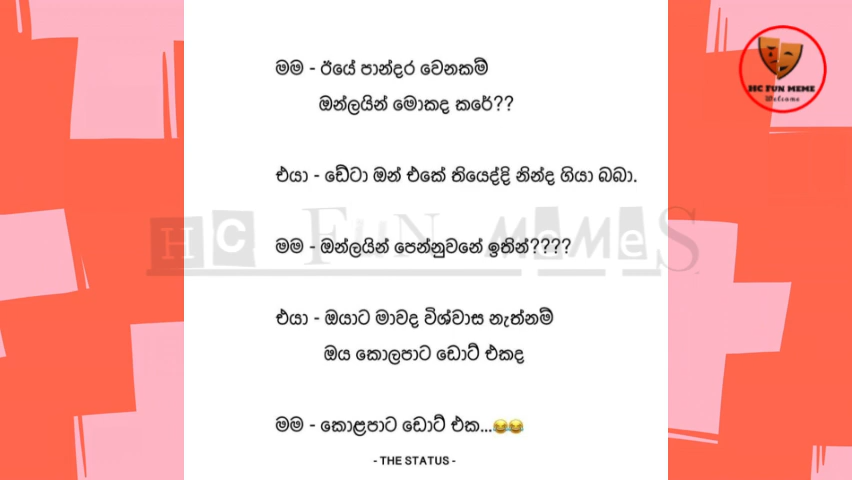 මම - ඊයේ පාන්දර වෙනකම්
ඔන්ලයින් මොකද කරේ??
එයා - ඩේටා ඔන් එකේ තියෙද්දි නින්ද ගියා බබා.
මම - ඔන්ලයින් පෙන්නුවනේ ඉතින්????
එයා - ඔයාට මාවද විශ්වාස නැත්නම්
ඔය කොලපාට ඩොට් එකද
මම - කොළපාට ඩොට් එක...😂😂
- THE STATUS -
HC FUN MEMES
HC FUN MEME
Welcome